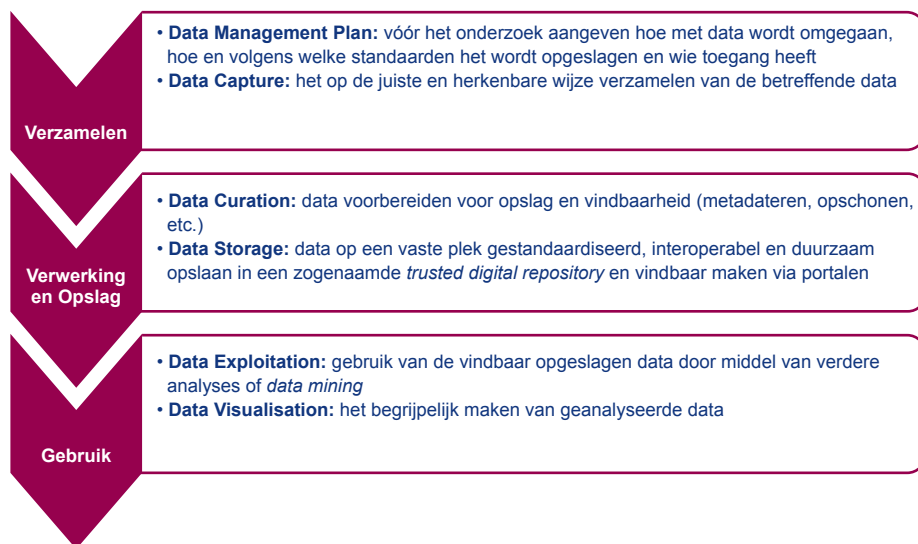 Verzamelen
• Data Management Plan: vóór het onderzoek aangeven hoe met data wordt omgegaan,
hoe en volgens welke standaarden het wordt opgeslagen en wie toegang heeft
• Data Capture: het op de juiste en herkenbare wijze verzamelen van de betreffende data
Verwerking
en Opslag
• Data Curation: data voorbereiden voor opslag en vindbaarheid (metadateren, opschonen,
etc.)
• Data Storage: data op een vaste plek gestandaardiseerd, interoperabel en duurzaam
opslaan in een zogenaamde trusted digital repository en vindbaar maken via portalen
Gebruik
• Data Exploitation: gebruik van de vindbaar opgeslagen data door middel van verdere
analyses of data mining
• Data Visualisation: het begrijpelijk maken van geanalyseerde data